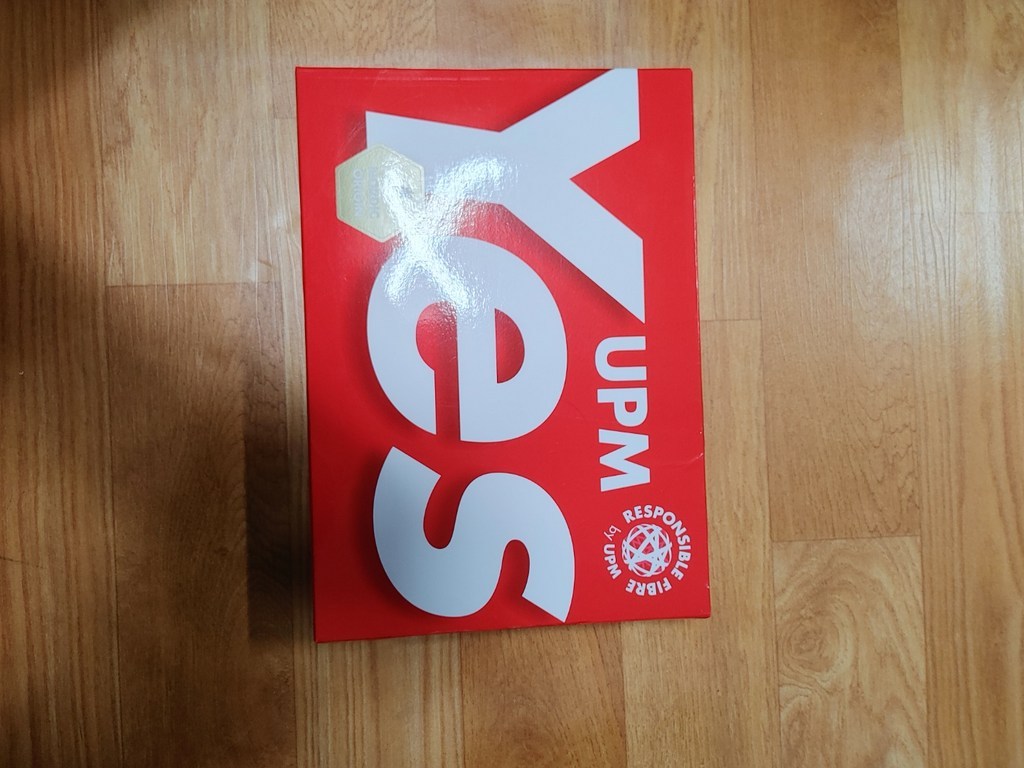 UPM
Yes
RESPONSIBLE FIBRE
by UPM